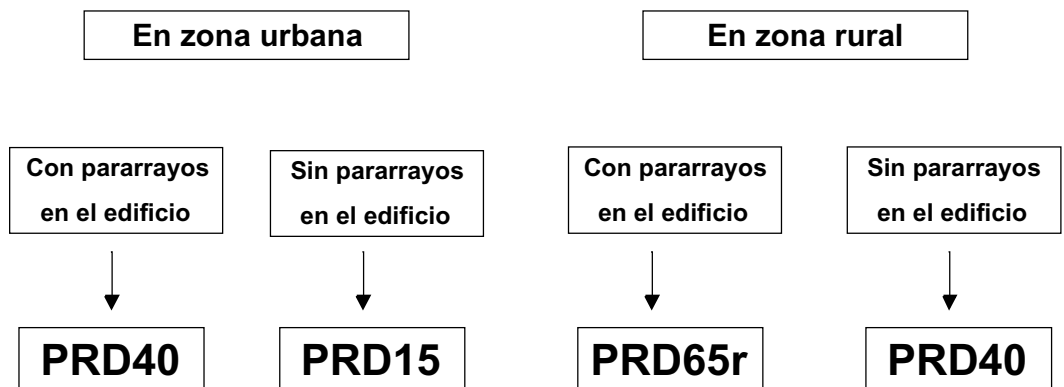 En zona urbana
En zona rural
Con pararrayos
en el edificio
Sin pararrayos
en el edificio
Con pararrayos
en el edificio
Sin pararrayos
en el edificio
PRD40
PRD15
PRD65r
PRD40